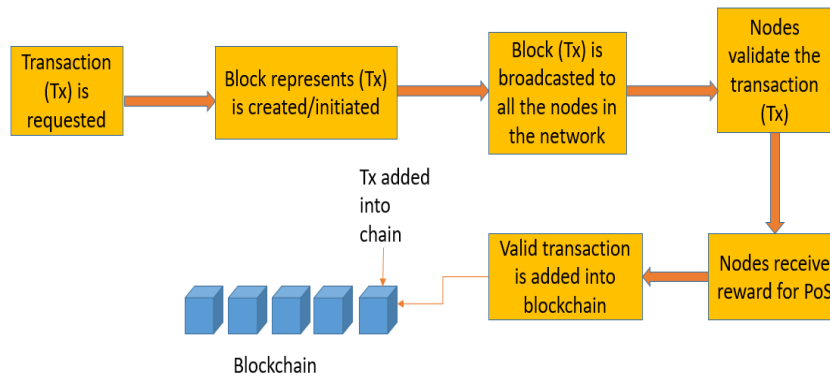 Transaction
(Tx) is
requested
Block represents (Tx)
is created/initiated
Block (Tx) is
broadcasted to
all the nodes in
the network
Nodes
validate the
transaction
(Tx)
Nodes receive
reward for PoS
Valid transaction
is added into
blockchain
Tx added
into
chain
Blockchain